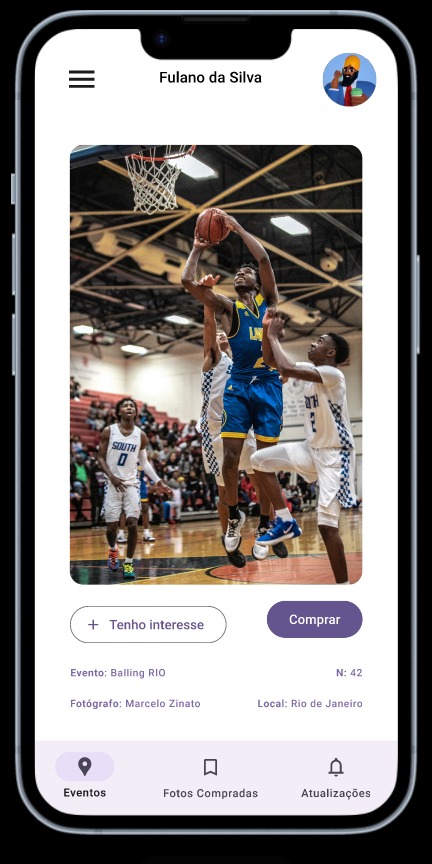 Fulano da Silva
SOUTH
0
2
+ Tenho interesse
Comprar
Evento: Balling RIO
N: 42
Fotógrafo: Marcelo Zinato
Local: Rio de Janeiro
Eventos
Fotos Compradas
Atualizações